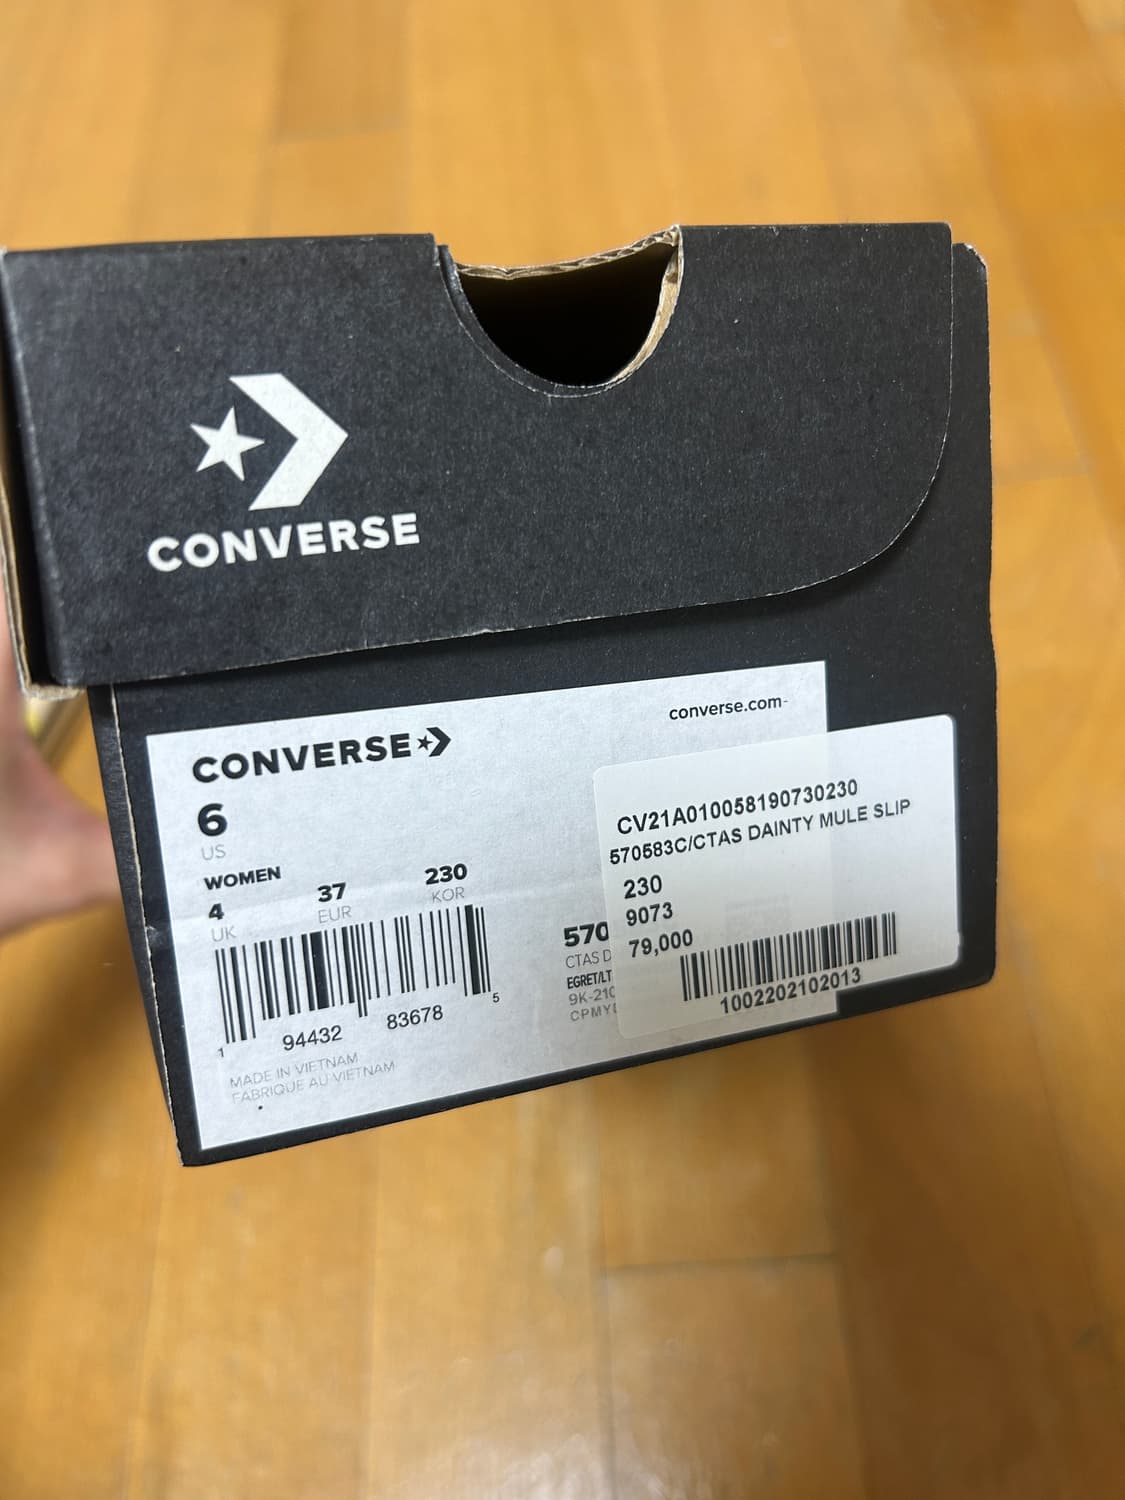 CONVERSE
CONVERSE
converse.com
6
US
WOMEN
4 37 230
UK EUR KOR
1 94432 83678 5
MADE IN VIETNAM
FABRIQUE AU VIETNAM
570
CTAS D
EGRET/LT
9K-210
CPMY
CV21A010058190730230
570583C/CTAS DAINTY MULE SLIP
230
9073
79,000
1002202102013